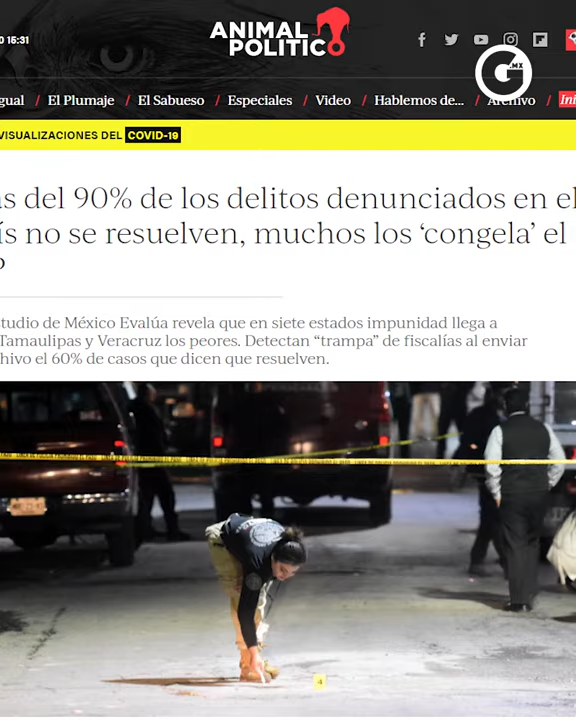 0 15:31
ANIMAL
POLITICO
G.MX
gual / El Plumaje / El Sabueso / Especiales / Video / Hablemos de... / Archivo / Ini
VISUALIZACIONES DEL COVID-19
s del 90% de los delitos denunciados en el
ís no se resuelven, muchos los ‘congela’ el
P
studio de México Evalúa revela que en siete estados impunidad llega a
Tamaulipas y Veracruz los peores. Detectan “trampa” de fiscalías al enviar
hivo el 60% de casos que dicen que resuelven.
4